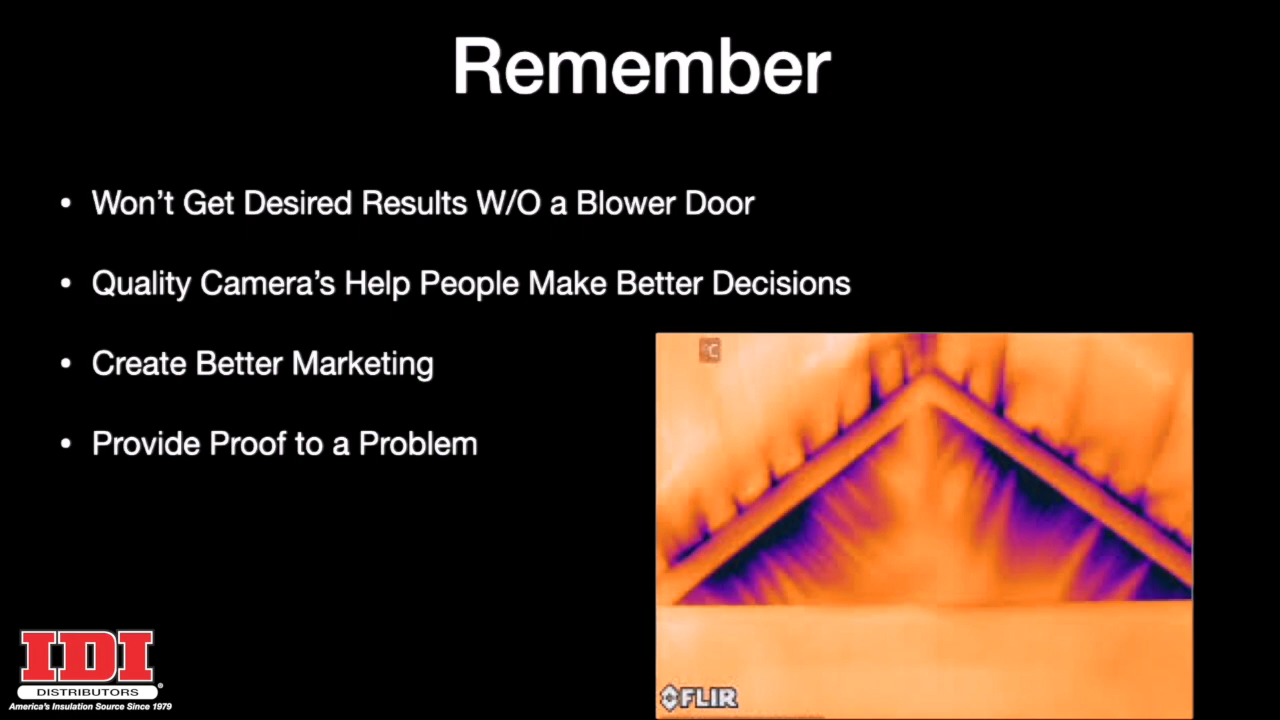 Remember
• Won’t Get Desired Results W/O a Blower Door
• Quality Camera’s Help People Make Better Decisions
• Create Better Marketing
• Provide Proof to a Problem
°C
FLIR
IDI
DISTRIBUTORS ®
America's Insulation Source Since 1979